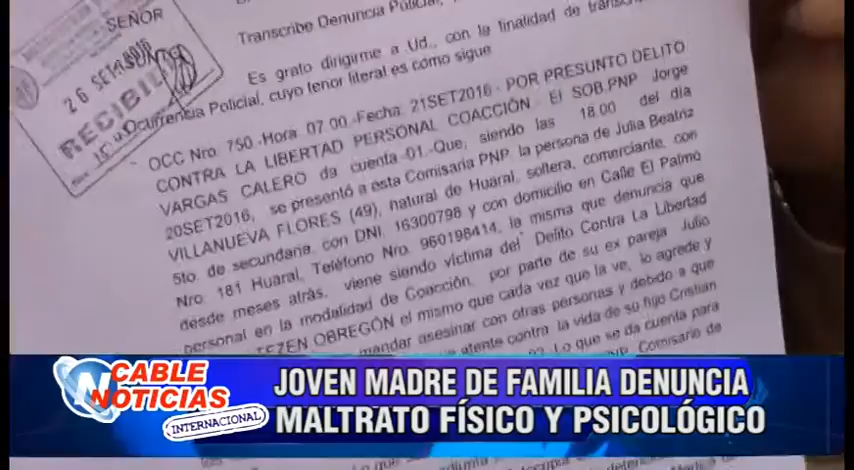 SEÑOR
26 SET. 2016
RECIBI
Transcribe Denuncia Policial,
Es grato dirigirme a Ud., con la finalidad de
Ocurrencia Policial, cuyo tenor literal es como sigue
OCC Nro. 750.-Hora 07.00.-Fecha: 21SET2016.- POR PRESUNTO DELITO
CONTRA LA LIBERTAD PERSONAL COACCIÓN.- El SOB.PNP. Jorge
VARGAS CALERO da cuenta -01.-Que, siendo las 18.00 del día
20SET2016, se presentó a esta Comisaria PNP. la persona de Julia Beatriz
VILLANUEVA FLORES (49), natural de Huaral, soltera, comerciante, con
5to. de secundaria, con DNI. 16300798 y con domicilio en Calle El Palmo
Nro. 181 Huaral, Teléfono Nro. 960198414, la misma que denuncia que
desde meses atrás, viene siendo víctima del Delito Contra La Libertad
personal en la modalidad de Coacción, por parte de su ex pareja Julio
TEZEN OBREGÓN el mismo que cada vez que la ve, lo agrede y
mandar asesinar con otras personas y debido a que
atente contra la vida de su hijo Cristian
Lo que se da cuenta para
PNP. Comisario de
CABLE
NOTICIAS
INTERNACIONAL
JOVEN MADRE DE FAMILIA DENUNCIA
MALTRATO FÍSICO Y PSICOLÓGICO